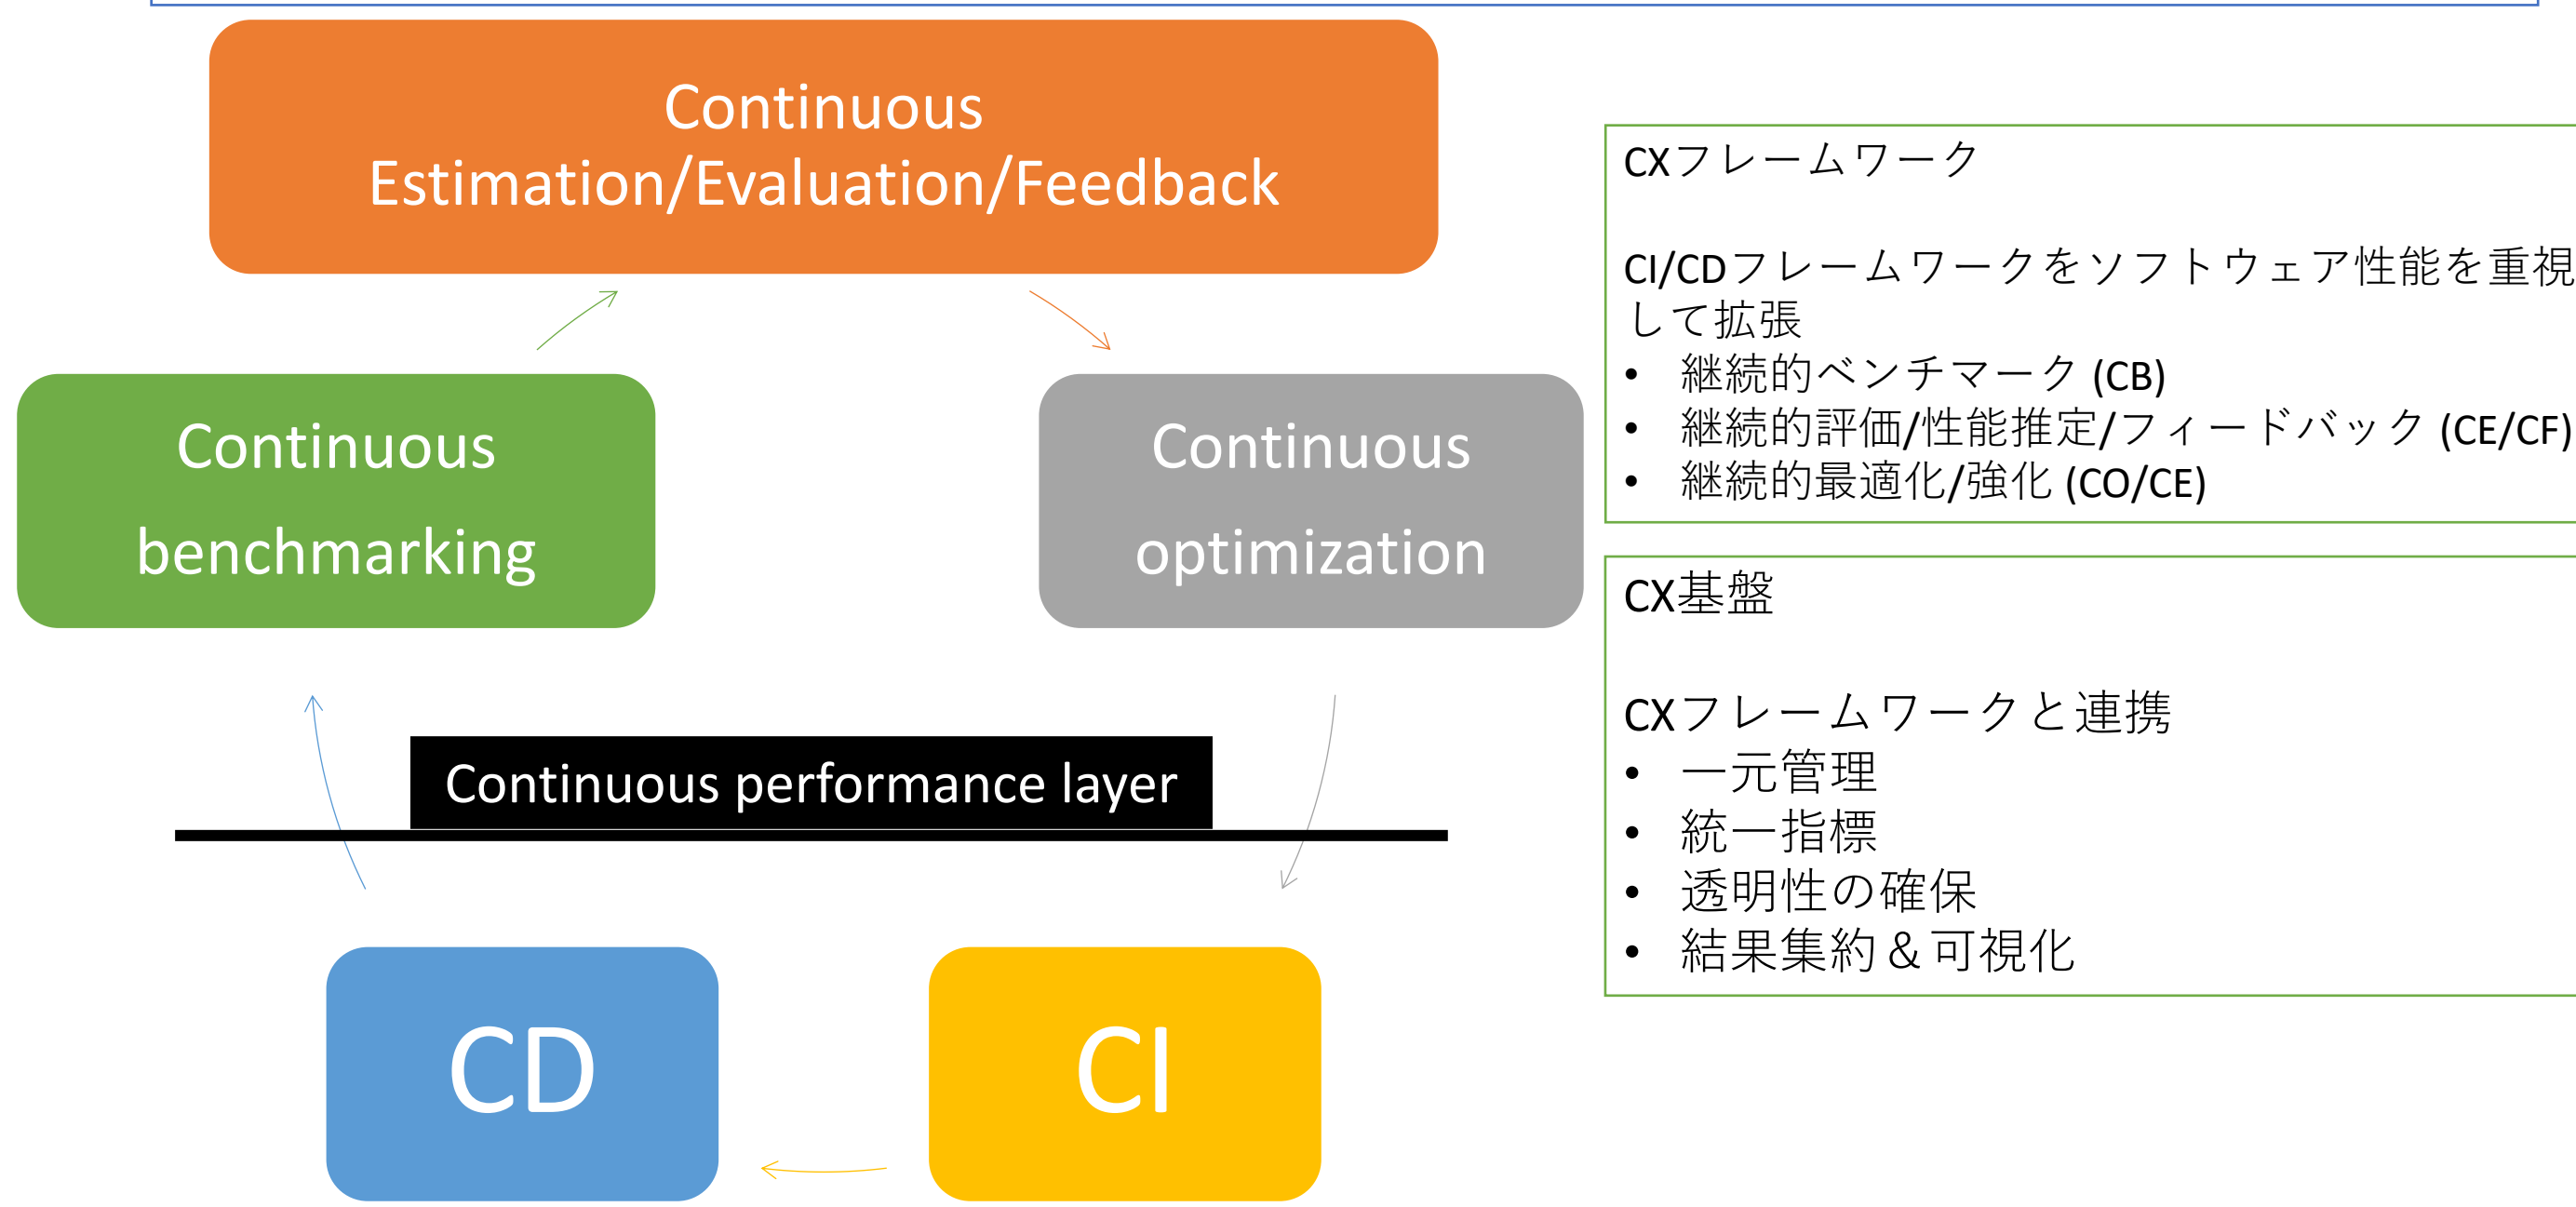 Continuous
Estimation/Evaluation/Feedback
Continuous
benchmarking
Continuous
optimization
Continuous performance layer
CD
CI
CXフレームワーク
CI/CDフレームワークをソフトウェア性能を重視
して拡張
• 継続的ベンチマーク (CB)
• 継続的評価/性能推定/フィードバック (CE/CF)
• 継続的最適化/強化 (CO/CE)
CX基盤
CXフレームワークと連携
• 一元管理
• 統一指標
• 透明性の確保
• 結果集約＆可視化